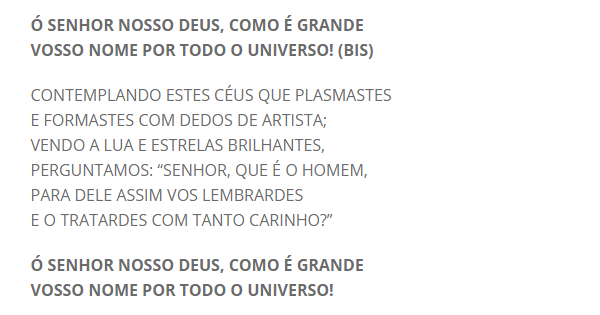 Ó SENHOR NOSSO DEUS, COMO É GRANDE
VOSSO NOME POR TODO O UNIVERSO! (BIS)
CONTEMPLANDO ESTES CÉUS QUE PLASMASTES
E FORMASTES COM DEDOS DE ARTISTA;
VENDO A LUA E ESTRELAS BRILHANTES,
PERGUNTAMOS: “SENHOR, QUE É O HOMEM,
PARA DELE ASSIM VOS LEMBRARDES
E O TRATARDES COM TANTO CARINHO?”
Ó SENHOR NOSSO DEUS, COMO É GRANDE
VOSSO NOME POR TODO O UNIVERSO!